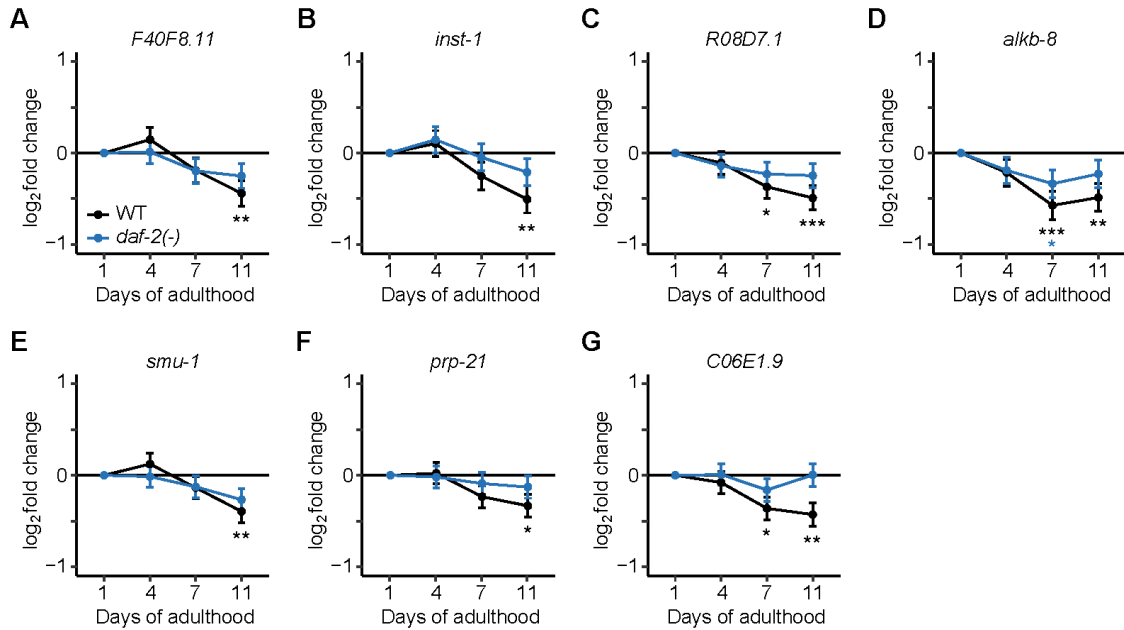 A
F40F8.11
log2 fold change
1
0
−1
WT
daf-2(-)
**
1 4 7 11
Days of adulthood
B
inst-1
log2 fold change
1
0
−1
**
1 4 7 11
Days of adulthood
C
R08D7.1
log2 fold change
1
0
−1
* ***
1 4 7 11
Days of adulthood
D
alkb-8
log2 fold change
1
0
−1
*** **
*
1 4 7 11
Days of adulthood
E
smu-1
log2 fold change
1
0
−1
**
1 4 7 11
Days of adulthood
F
prp-21
log2 fold change
1
0
−1
*
1 4 7 11
Days of adulthood
G
C06E1.9
log2 fold change
1
0
−1
* **
1 4 7 11
Days of adulthood